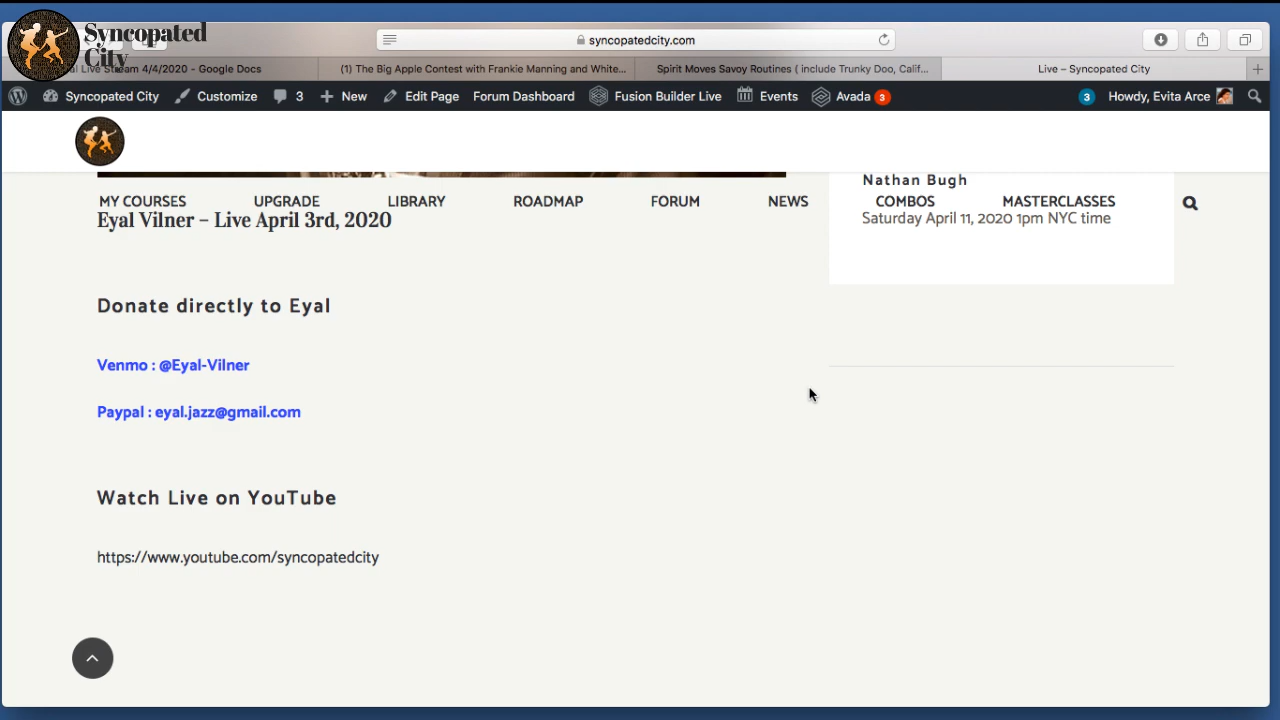 Syncopated
City
syncopatedcity.com
Live Stream 4/4/2020 - Google Docs
(1) The Big Apple Contest with Frankie Manning and White...
Spirit Moves Savoy Routines ( include Trunky Doo, Calif...
Live – Syncopated City
Syncopated City
Customize
3
New
Edit Page
Forum Dashboard
Fusion Builder Live
Events
Avada 3
3
Howdy, Evita Arce
Nathan Bugh
MY COURSES
UPGRADE
LIBRARY
ROADMAP
FORUM
NEWS
COMBOS
MASTERCLASSES
Eyal Vilner – Live April 3rd, 2020
Saturday April 11, 2020 1pm NYC time
Donate directly to Eyal
Venmo : @Eyal-Vilner
Paypal : eyal.jazz@gmail.com
Watch Live on YouTube
https://www.youtube.com/syncopatedcity